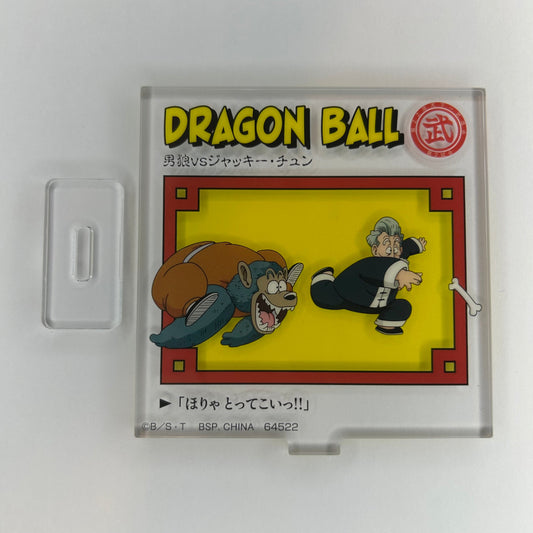 DRAGON BALL
武
男狼VSジャッキー・チュン
▶「ほりゃ とってこいっ!!」
©B/S・T BSP, CHINA 64522